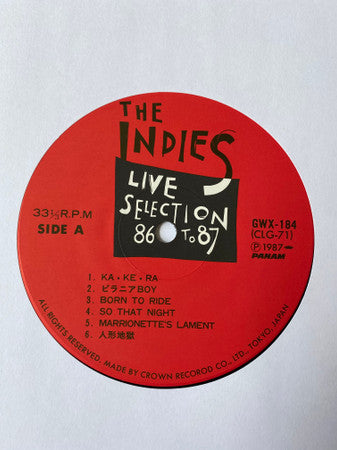 THE
INDIES
LIVE
SELECTION
86 TO 87
33⅓R.P.M
SIDE A
GWX-184
(CLG-71)
Ⓟ1987
PANAM
1. KA・KE・RA
2. ピラニアBOY
3. BORN TO RIDE
4. SO THAT NIGHT
5. MARRIONETTE'S LAMENT
6. 人形地獄
ALL RIGHTS RESERVED. MADE BY CROWN RECOROD CO., LTD., TOKYO, JAPAN